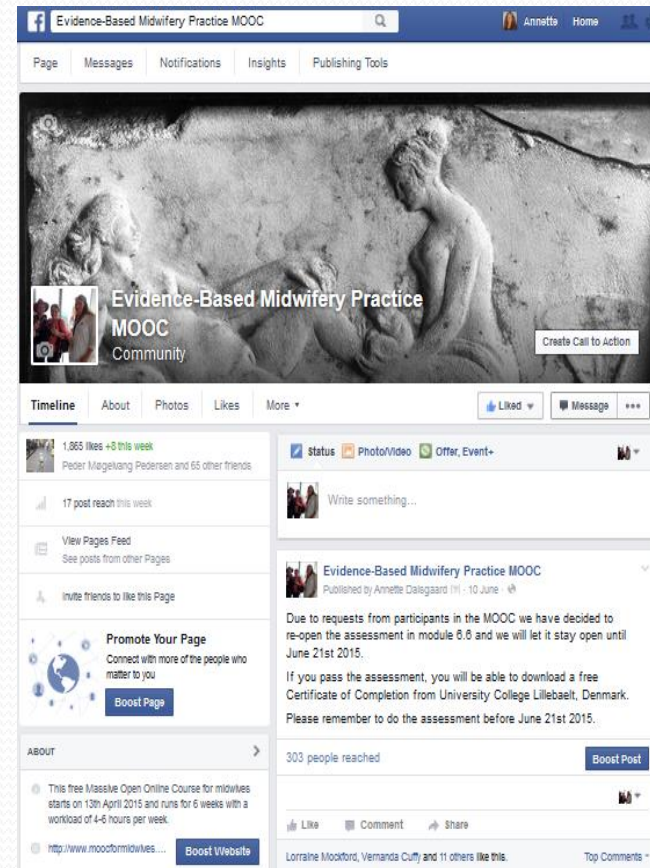 Evidence-Based Midwifery Practice MOOC
Annette Home
Page Messages Notifications Insights Publishing Tools
Evidence-Based Midwifery Practice
MOOC
Community
Create Call to Action
Timeline About Photos Likes More
Liked Message •••
1,865 likes +8 this week
Peder Møgelvang Pedersen and 65 other friends
17 post reach this week
View Pages Feed
See posts from other Pages
Invite friends to like this Page
Promote Your Page
Connect with more of the people who
matter to you
Boost Page
ABOUT
This free Massive Open Online Course for midwives
starts on 13th April 2015 and runs for 6 weeks with a
workload of 4-6 hours per week.
http://www.moocformidwives....
Boost Website
Status Photo/Video Offer, Event+
Write something...
Evidence-Based Midwifery Practice MOOC
Published by Annette Dalsgaard · 10 June ·
Due to requests from participants in the MOOC we have decided to
re-open the assessment in module 6.6 and we will let it stay open until
June 21st 2015.
If you pass the assessment, you will be able to download a free
Certificate of Completion from University College Lillebaelt, Denmark.
Please remember to do the assessment before June 21st 2015.
303 people reached
Boost Post
Like Comment Share
Lorraine Mockford, Vernanda Cuffy and 11 others like this.
Top Comments